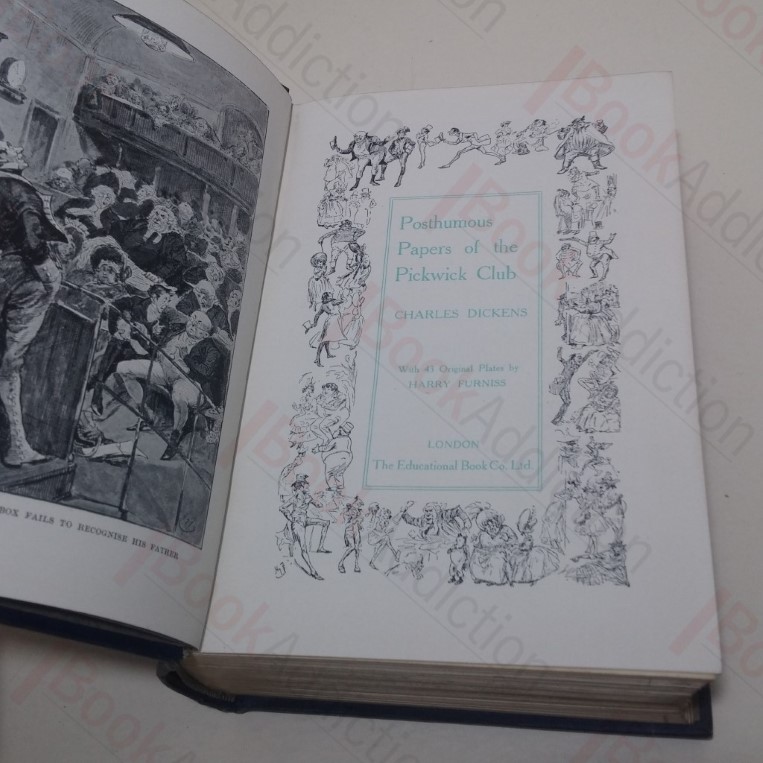 BOX FAILS TO RECOGNISE HIS FATHER
Posthumous
Papers of the
Pickwick Club
CHARLES DICKENS
With 43 Original Plates by
HARRY FURNISS
LONDON
The Educational Book Co. Ltd.
BookAddiction